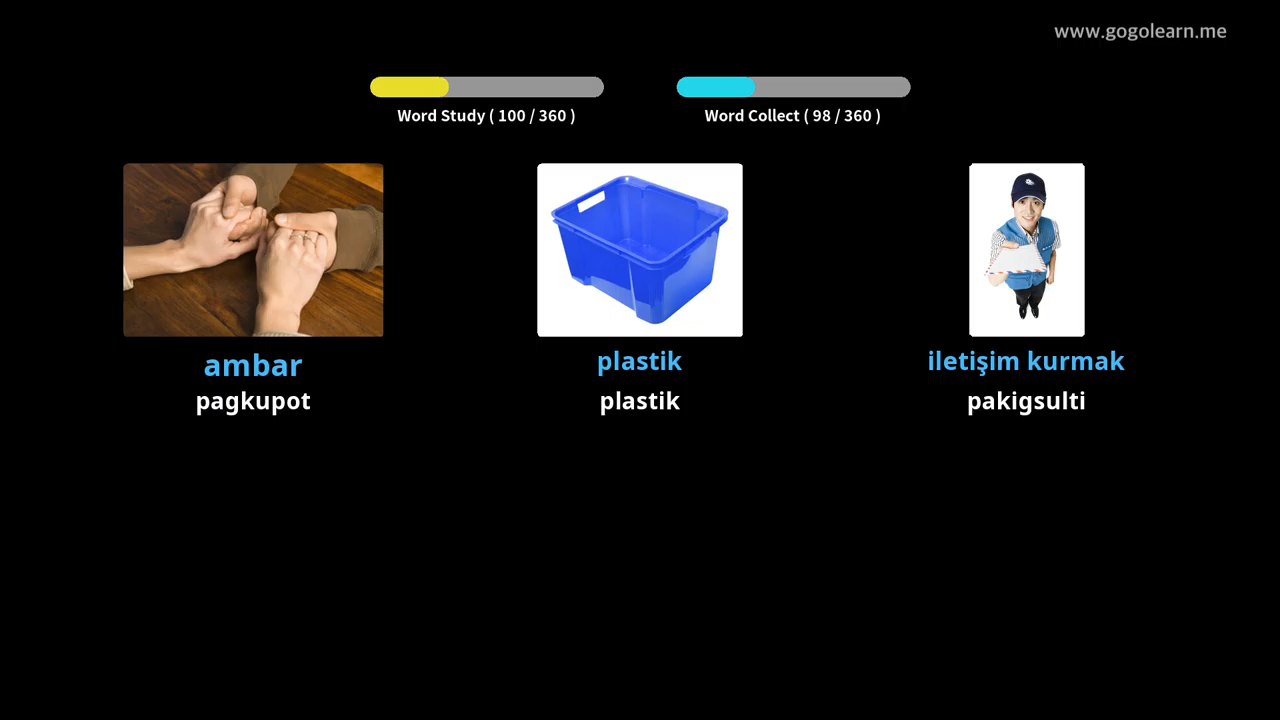 www.gogolearn.me
Word Study ( 100 / 360 )
Word Collect ( 98 / 360 )
ambar
plastik
iletişim kurmak
pagkupot
plastik
pakigsulti